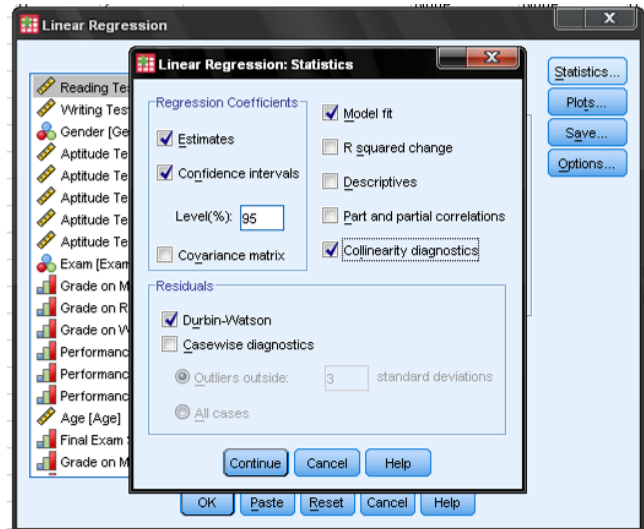 Linear Regression
Linear Regression: Statistics
Regression Coefficients
Estimates
Confidence intervals
Level(%): 95
Covariance matrix
Model fit
R squared change
Descriptives
Part and partial correlations
Collinearity diagnostics
Residuals
Durbin-Watson
Casewise diagnostics
Outliers outside: 3 standard deviations
All cases
Continue Cancel Help
Reading Te
Writing Test
Gender [Ge
Aptitude Te
Aptitude Te
Aptitude Te
Aptitude Te
Aptitude Te
Exam [Exam
Grade on M
Grade on R
Grade on W
Performanc
Performanc
Performanc
Age [Age]
Final Exam
Grade on M
Statistics...
Plots...
Save...
Options...
OK Paste Reset Cancel Help